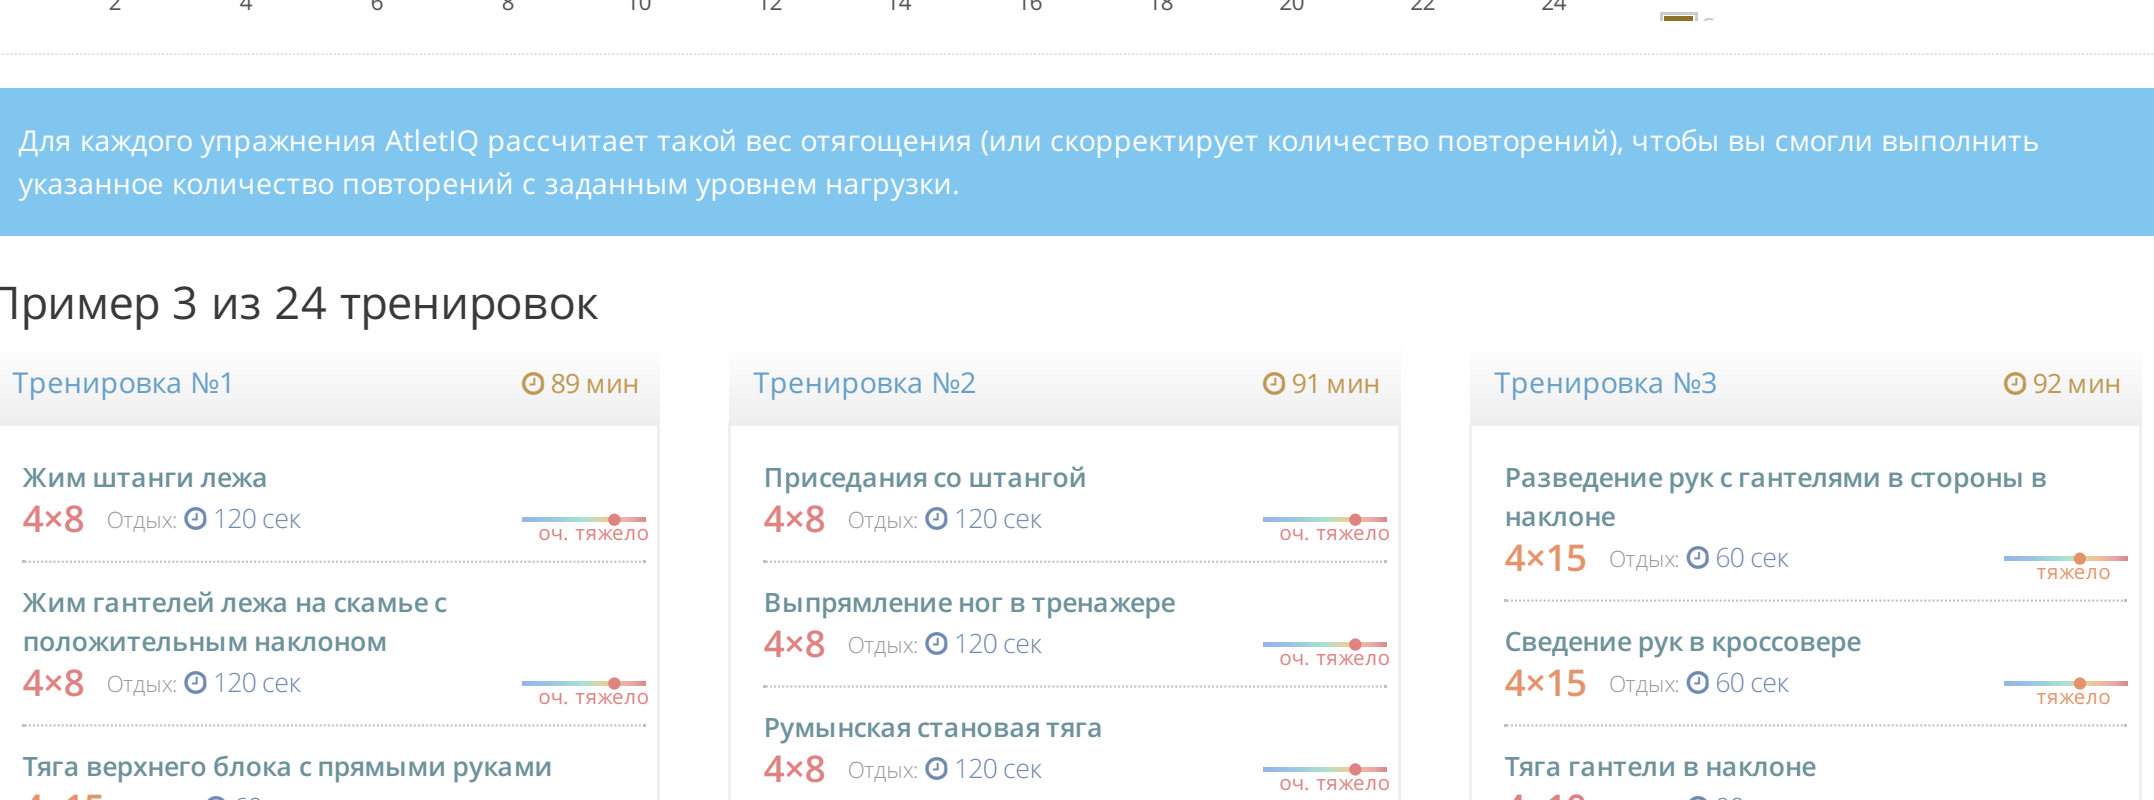 2 4 6 8 10 12 14 16 18 20 22 24
Для каждого упражнения AtletIQ рассчитает такой вес отягощения (или скорректирует количество повторений), чтобы вы смогли выполнить
указанное количество повторений с заданным уровнем нагрузки.
Пример 3 из 24 тренировок
Тренировка №1
89 мин
Жим штанги лежа
4×8 Отдых: 120 сек
оч. тяжело
Жим гантелей лежа на скамье с
положительным наклоном
4×8 Отдых: 120 сек
оч. тяжело
Тяга верхнего блока с прямыми руками
Тренировка №2
91 мин
Приседания со штангой
4×8 Отдых: 120 сек
оч. тяжело
Выпрямление ног в тренажере
4×8 Отдых: 120 сек
оч. тяжело
Румынская становая тяга
4×8 Отдых: 120 сек
оч. тяжело
Тренировка №3
92 мин
Разведение рук с гантелями в стороны в
наклоне
4×15 Отдых: 60 сек
тяжело
Сведение рук в кроссовере
4×15 Отдых: 60 сек
тяжело
Тяга гантели в наклоне